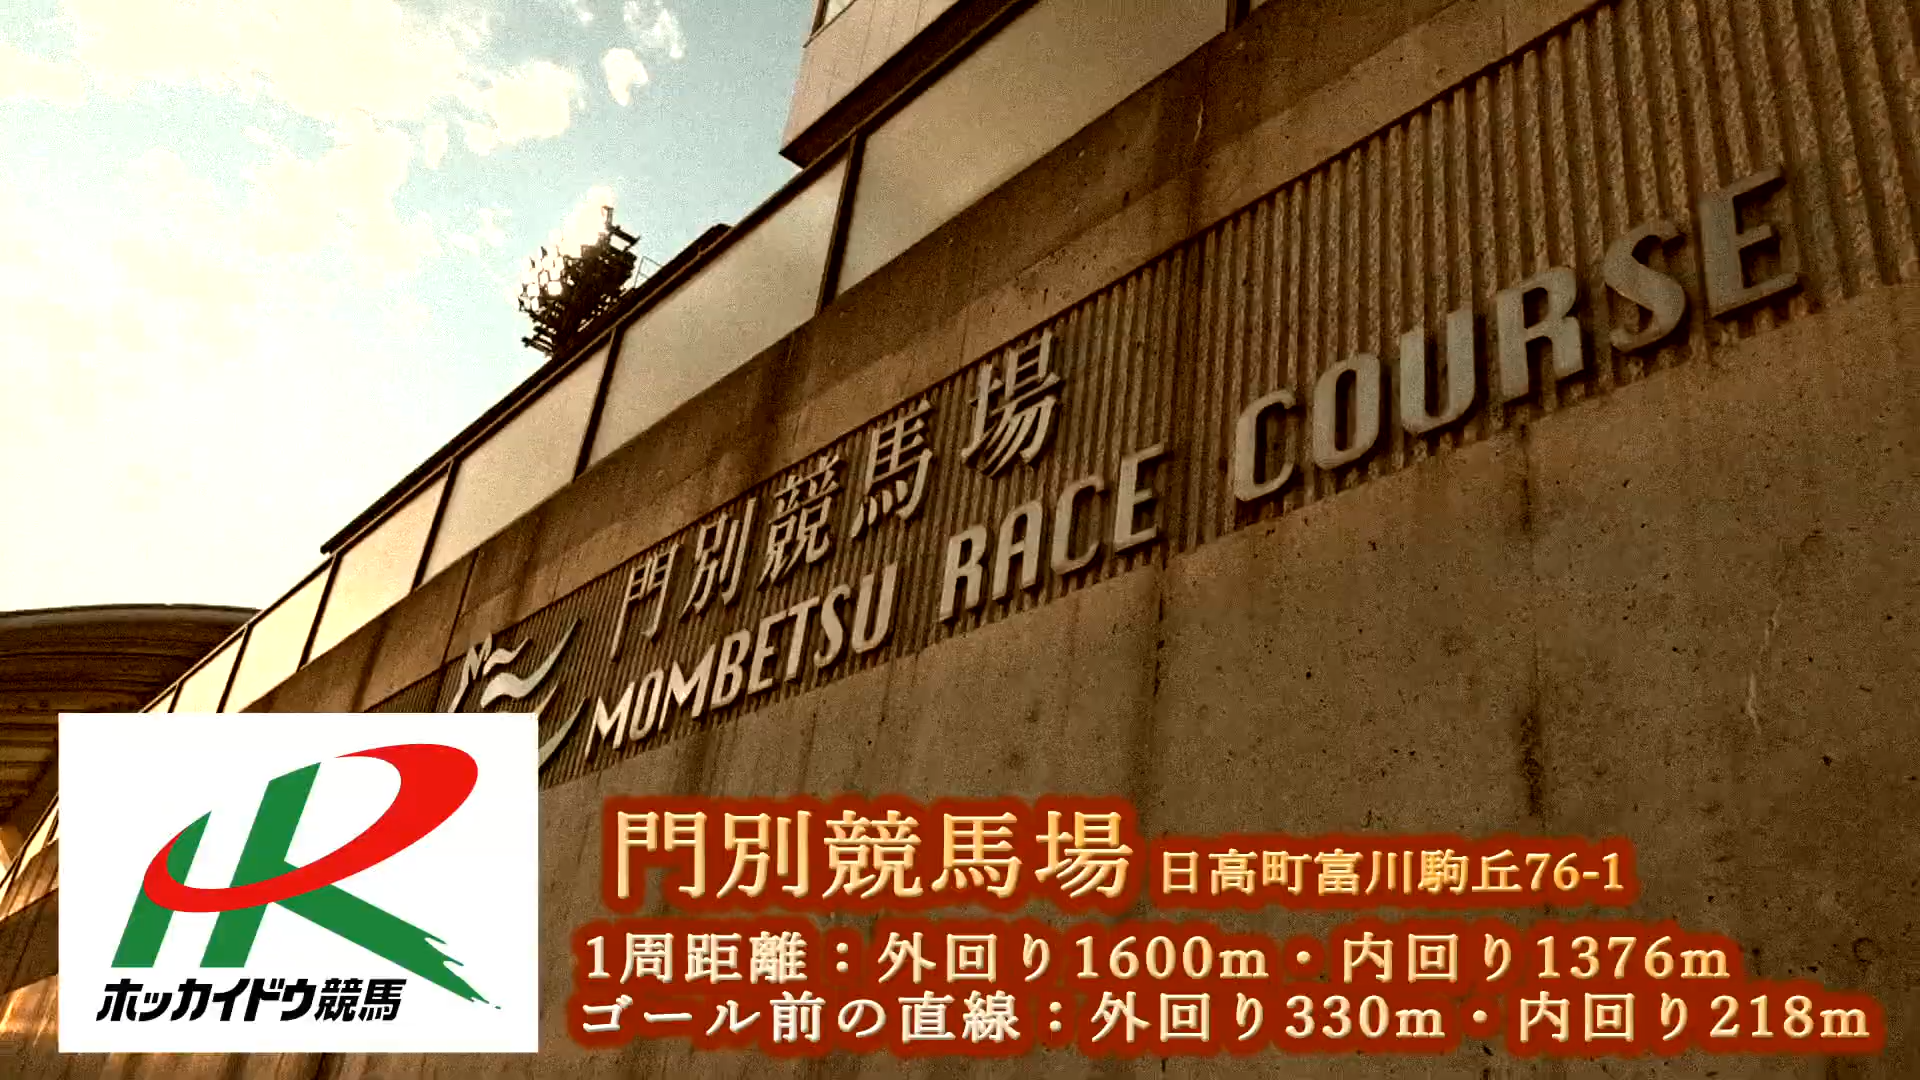 門別競馬場
MOMBETSU RACE COURSE
ホッカイドウ競馬
門別競馬場 日高町富川駒丘76-1
1周距離：外回り1600m・内回り1376m
ゴール前の直線：外回り330m・内回り218m